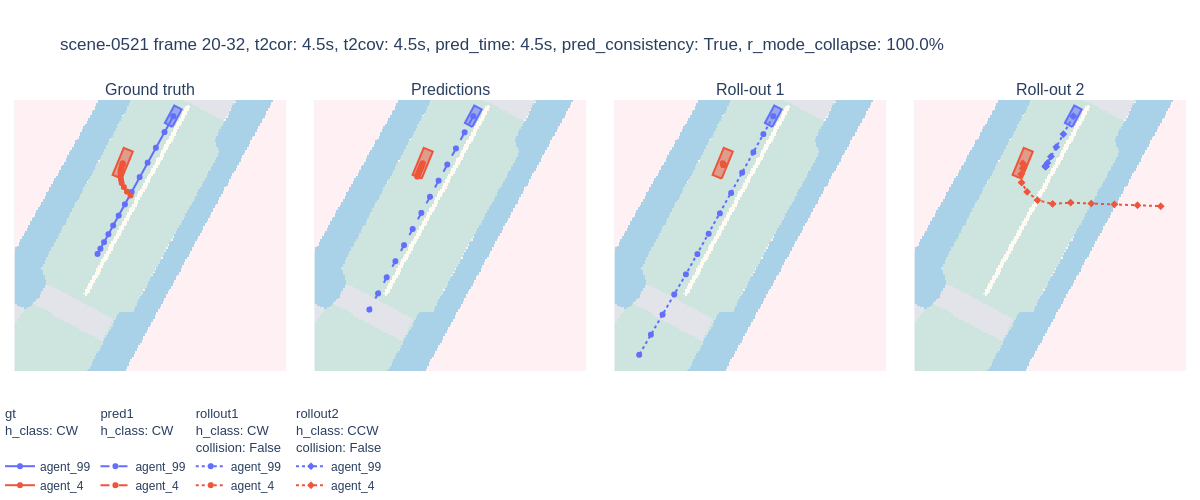 scene-0521 frame 20-32, t2cor: 4.5s, t2cov: 4.5s, pred_time: 4.5s, pred_consistency: True, r_mode_collapse: 100.0%
Ground truth
Predictions
Roll-out 1
Roll-out 2
gt
h_class: CW
agent_99
agent_4
pred1
h_class: CW
agent_99
agent_4
rollout1
h_class: CW
collision: False
agent_99
agent_4
rollout2
h_class: CCW
collision: False
agent_99
agent_4